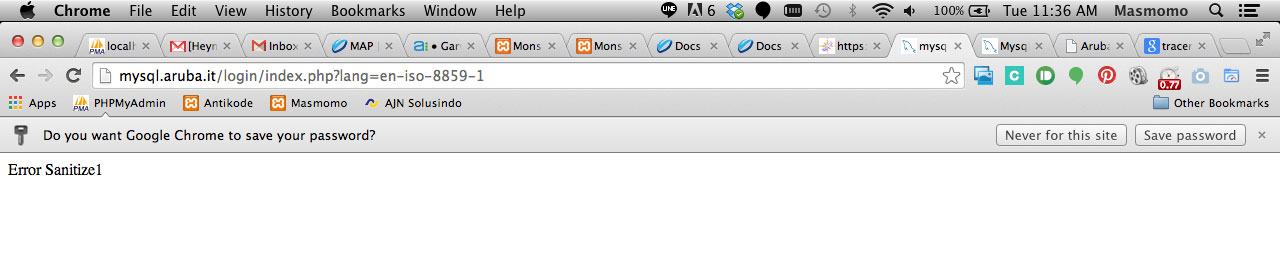 Chrome File Edit View History Bookmarks Window Help 6 100% Tue 11:36 AM Masmomo
localh [Heyn Inbox MAP Gar Mons Mons Docs Docs https mysq Mysq Aruba tracer
mysql.aruba.it/login/index.php?lang=en-iso-8859-1 0.77
Apps PHPMyAdmin Antikode Masmomo AJN Solusindo Other Bookmarks
Do you want Google Chrome to save your password? Never for this site Save password
Error Sanitize1